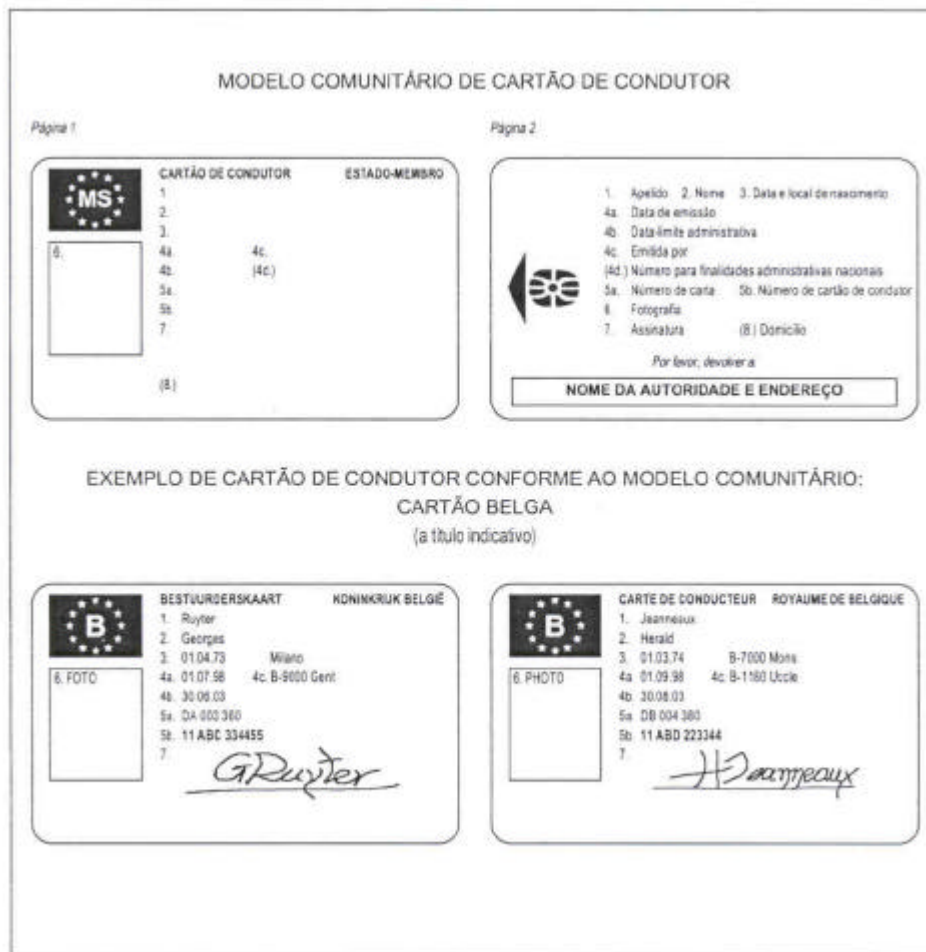 MODELO COMUNITÁRIO DE CARTÃO DE CONDUTOR
Página 1
MS
CARTÃO DE CONDUTOR ESTADO-MEMBRO
1.
2.
3.
4a. 4c.
4b. (4d.)
5a.
5b.
7.
(8.)
6.
Página 2
1. Apelido 2. Nome 3. Data e local de nascimento
4a. Data de emissão
4b. Data-limite administrativa
4c. Emitida por
(4d.) Número para finalidades administrativas nacionais
5a. Número de carta 5b. Número de cartão de condutor
6. Fotografia
7. Assinatura (8.) Domicílio
Por favor, devolver a:
NOME DA AUTORIDADE E ENDEREÇO
EXEMPLO DE CARTÃO DE CONDUTOR CONFORME AO MODELO COMUNITÁRIO:
CARTÃO BELGA
(a título indicativo)
B
BESTUURDERSKAART KONINKRIJK BELGIË
1. Ruyter
2. Georges
3. 01.04.73 Milano
4a. 01.07.98 4c. B-9000 Gent
4b. 30.06.03
5a. DA 003 360
5b. 11 ABC 334455
7.
GRuyter
6. FOTO
B
CARTE DE CONDUCTEUR ROYAUME DE BELGIQUE
1. Jeanneaux
2. Herald
3. 01.03.74 B-7000 Mons
4a. 01.09.98 4c. B-1180 Uccle
4b. 30.08.03
5a. DB 004 380
5b. 11 ABD 223344
7.
HJeanneaux
6. PHOTO